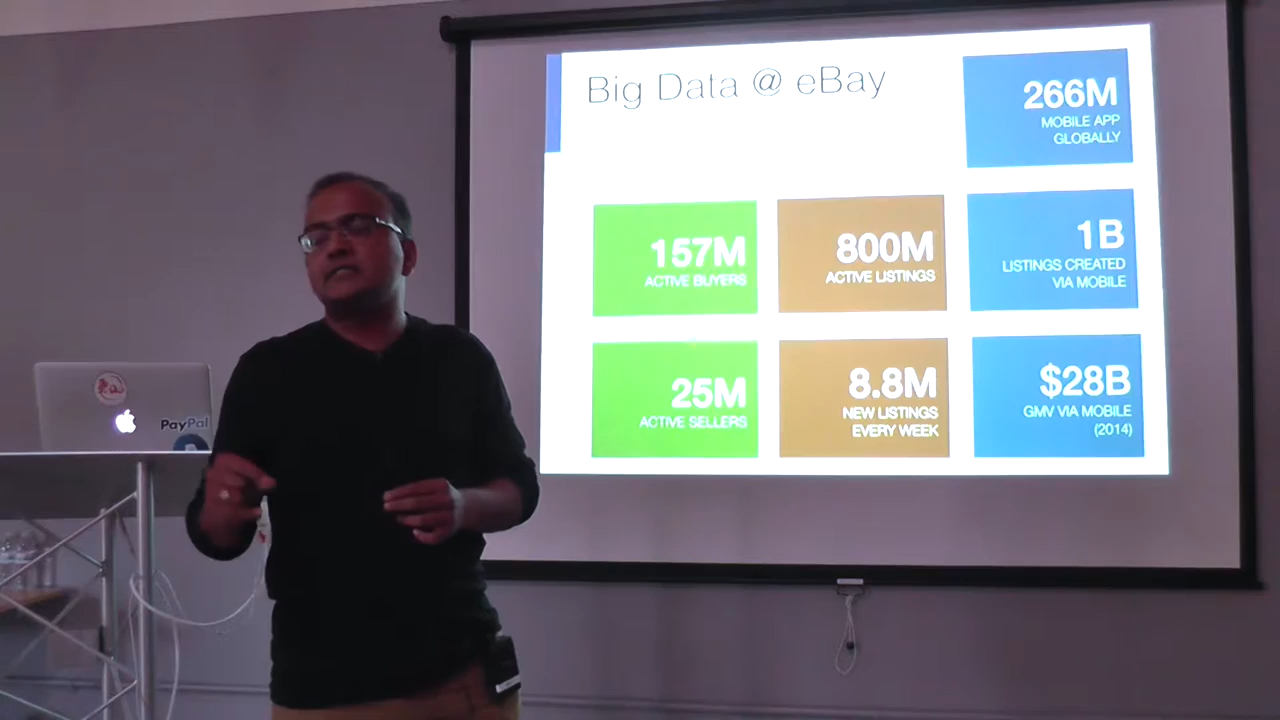 Big Data @ eBay
266M
MOBILE APP
GLOBALLY
157M
ACTIVE BUYERS
800M
ACTIVE LISTINGS
1B
LISTINGS CREATED
VIA MOBILE
25M
ACTIVE SELLERS
8.8M
NEW LISTINGS
EVERY WEEK
$28B
GMV VIA MOBILE
(2014)
PayPal